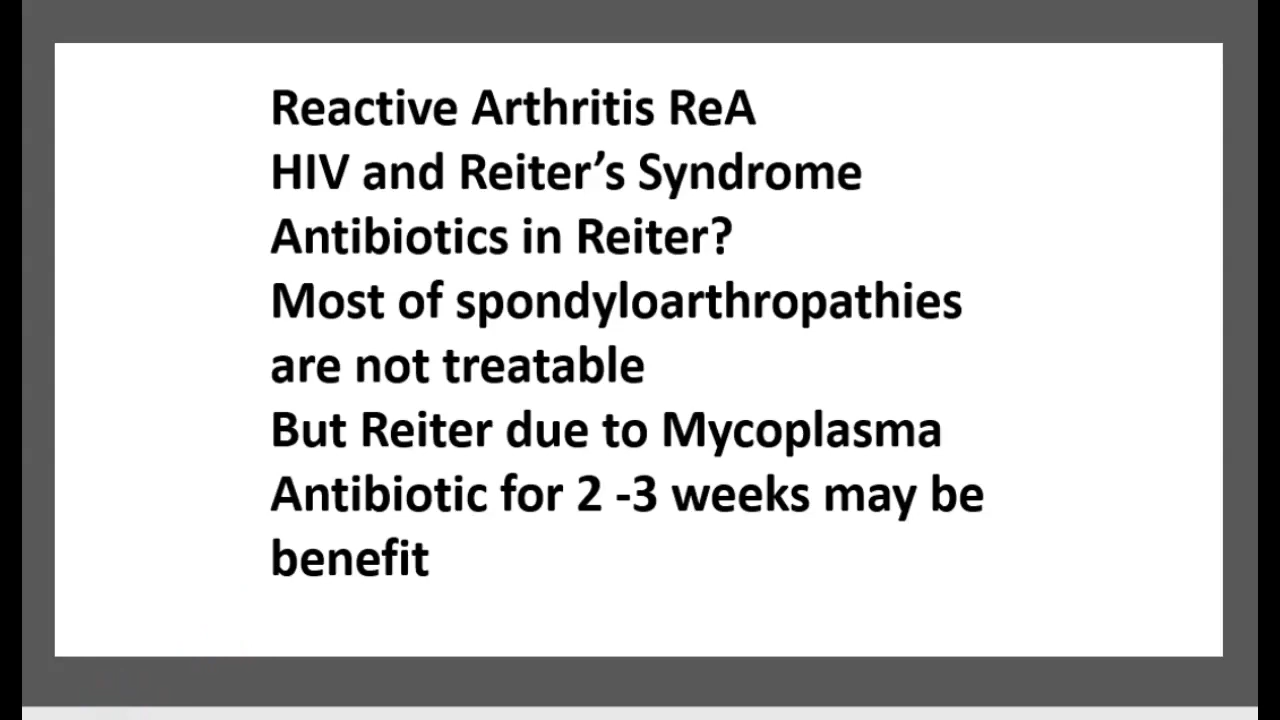 Reactive Arthritis ReA
HIV and Reiter’s Syndrome
Antibiotics in Reiter?
Most of spondyloarthropathies
are not treatable
But Reiter due to Mycoplasma
Antibiotic for 2 -3 weeks may be
benefit